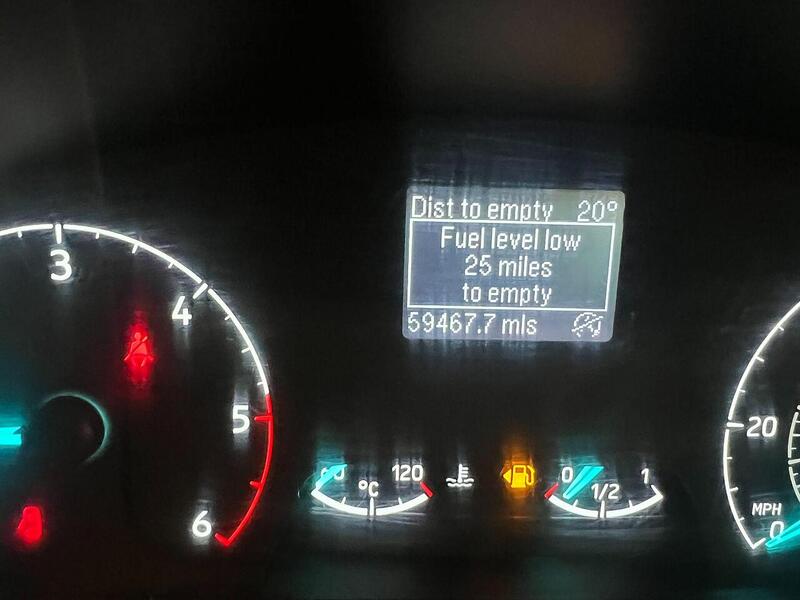 Dist to empty 20°
Fuel level low
25 miles
to empty
59467.7 mls
3
4
5
6
°C
120
0
1/2
1
20
MPH
0